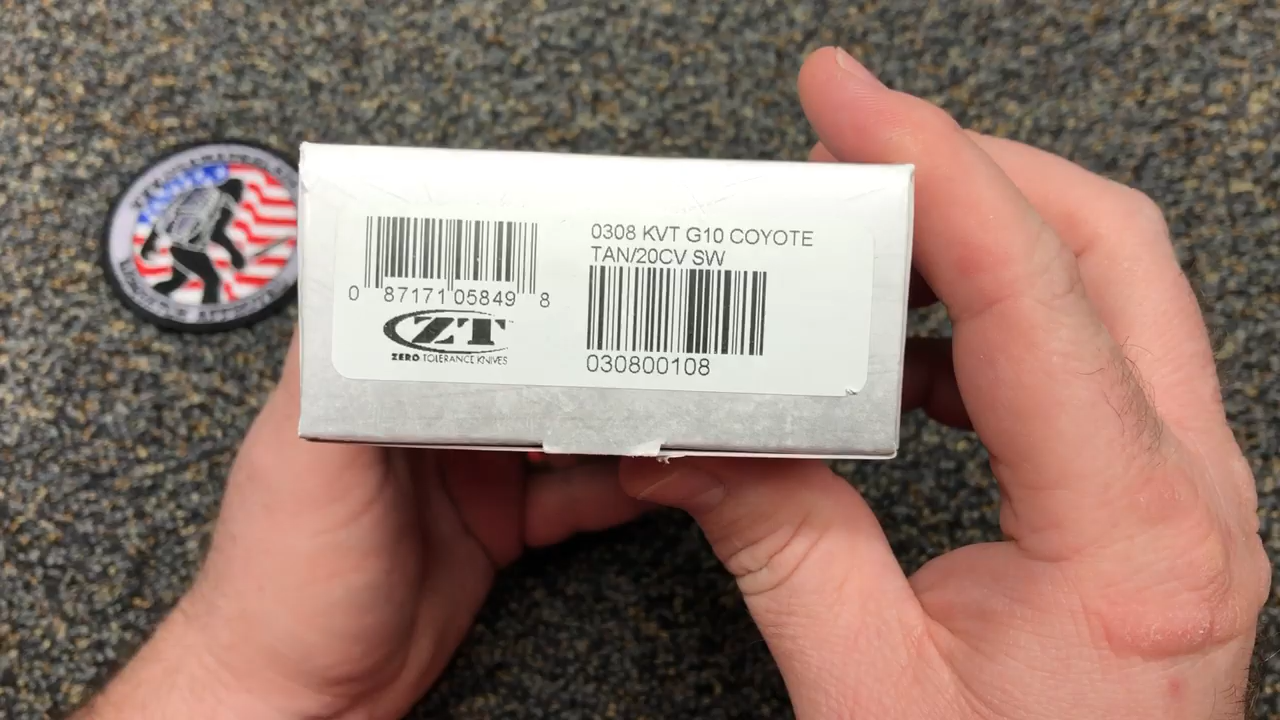 0308 KVT G10 COYOTE
TAN/20CV SW
0 87171 05849 8
ZT
ZERO TOLERANCE KNIVES
030800108